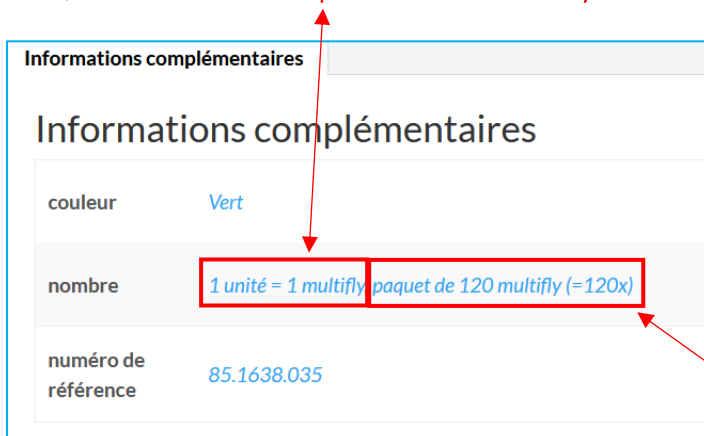 Informations complémentaires
Informations complémentaires
couleur Vert
nombre 1 unité = 1 multifly, paquet de 120 multifly (=120x)
numéro de
référence 85.1638.035